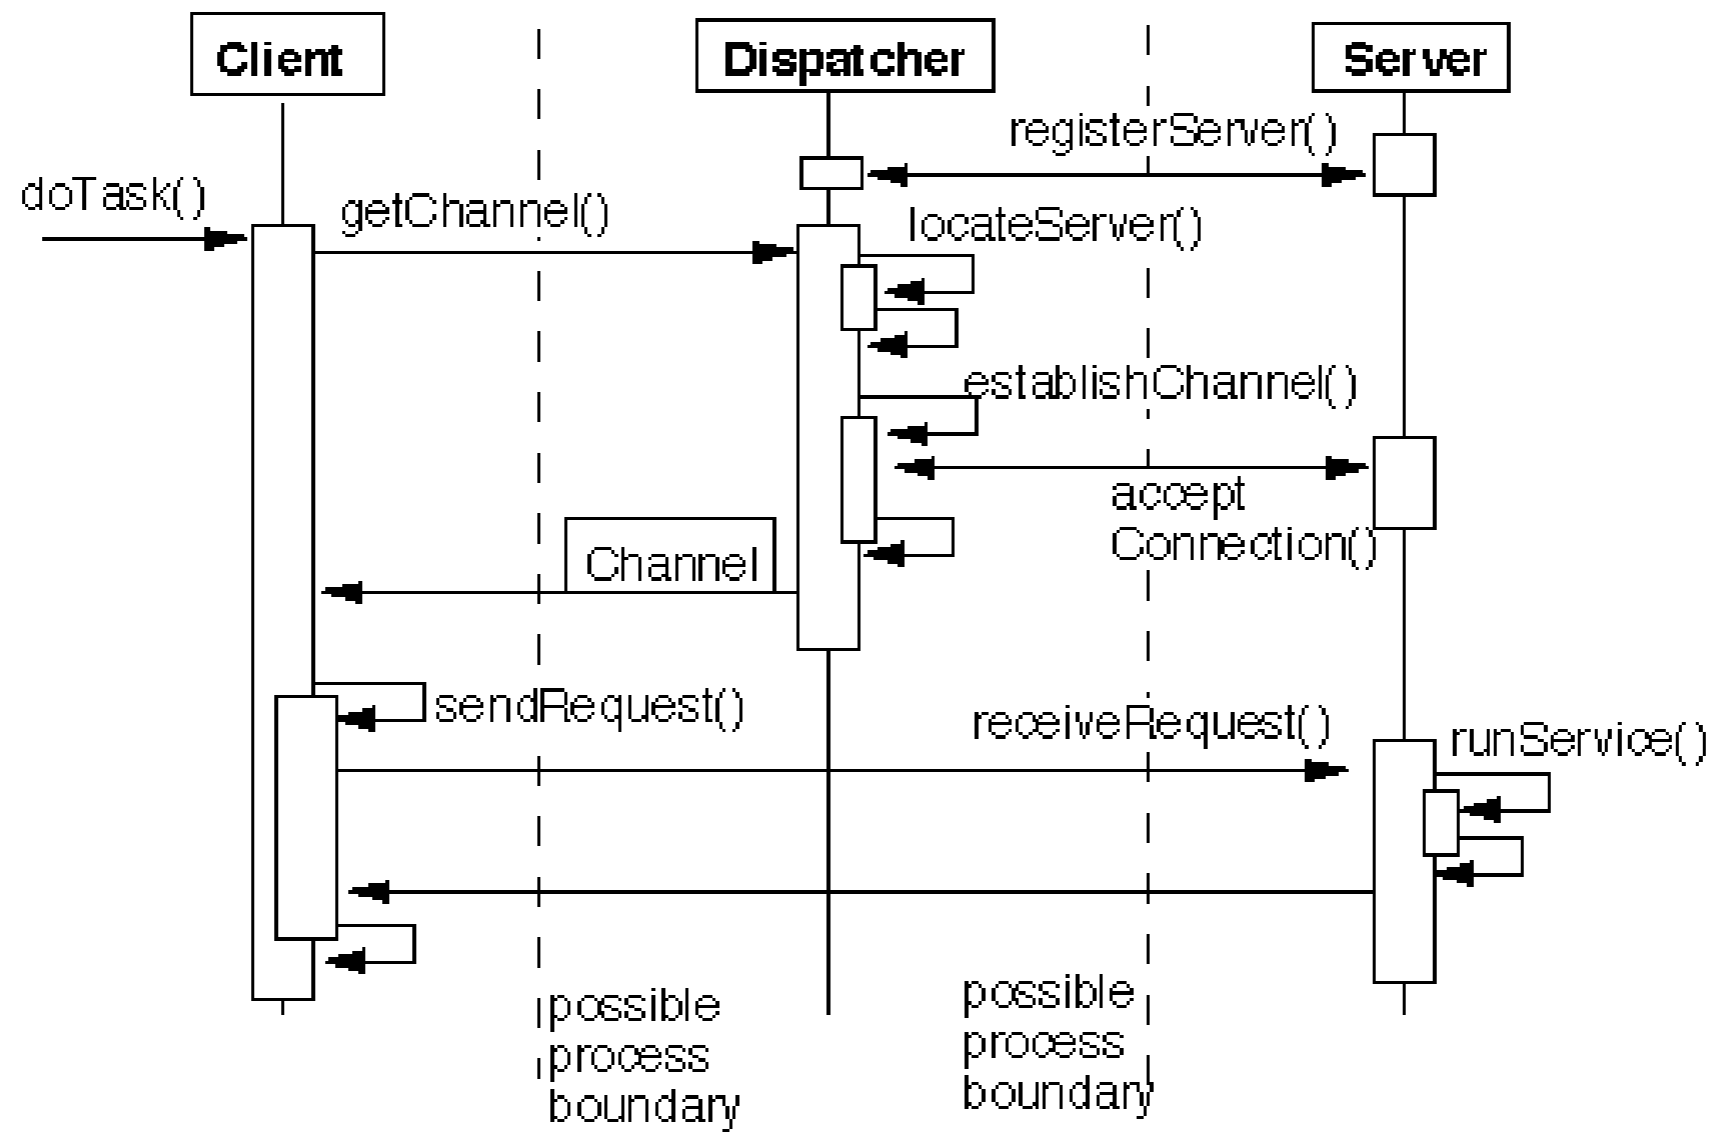 Client
Dispatcher
Server
registerServer()
doTask()
getChannel()
locateServer()
establishChannel()
accept
Connection()
Channel
sendRequest()
receiveRequest()
runService()
possible
process
boundary
possible
process
boundary